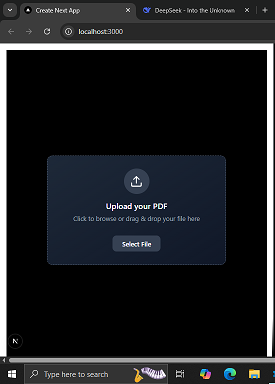 Create Next App
DeepSeek - Into the Unknown
localhost:3000
Upload your PDF
Click to browse or drag & drop your file here
Select File
N
Type here to search